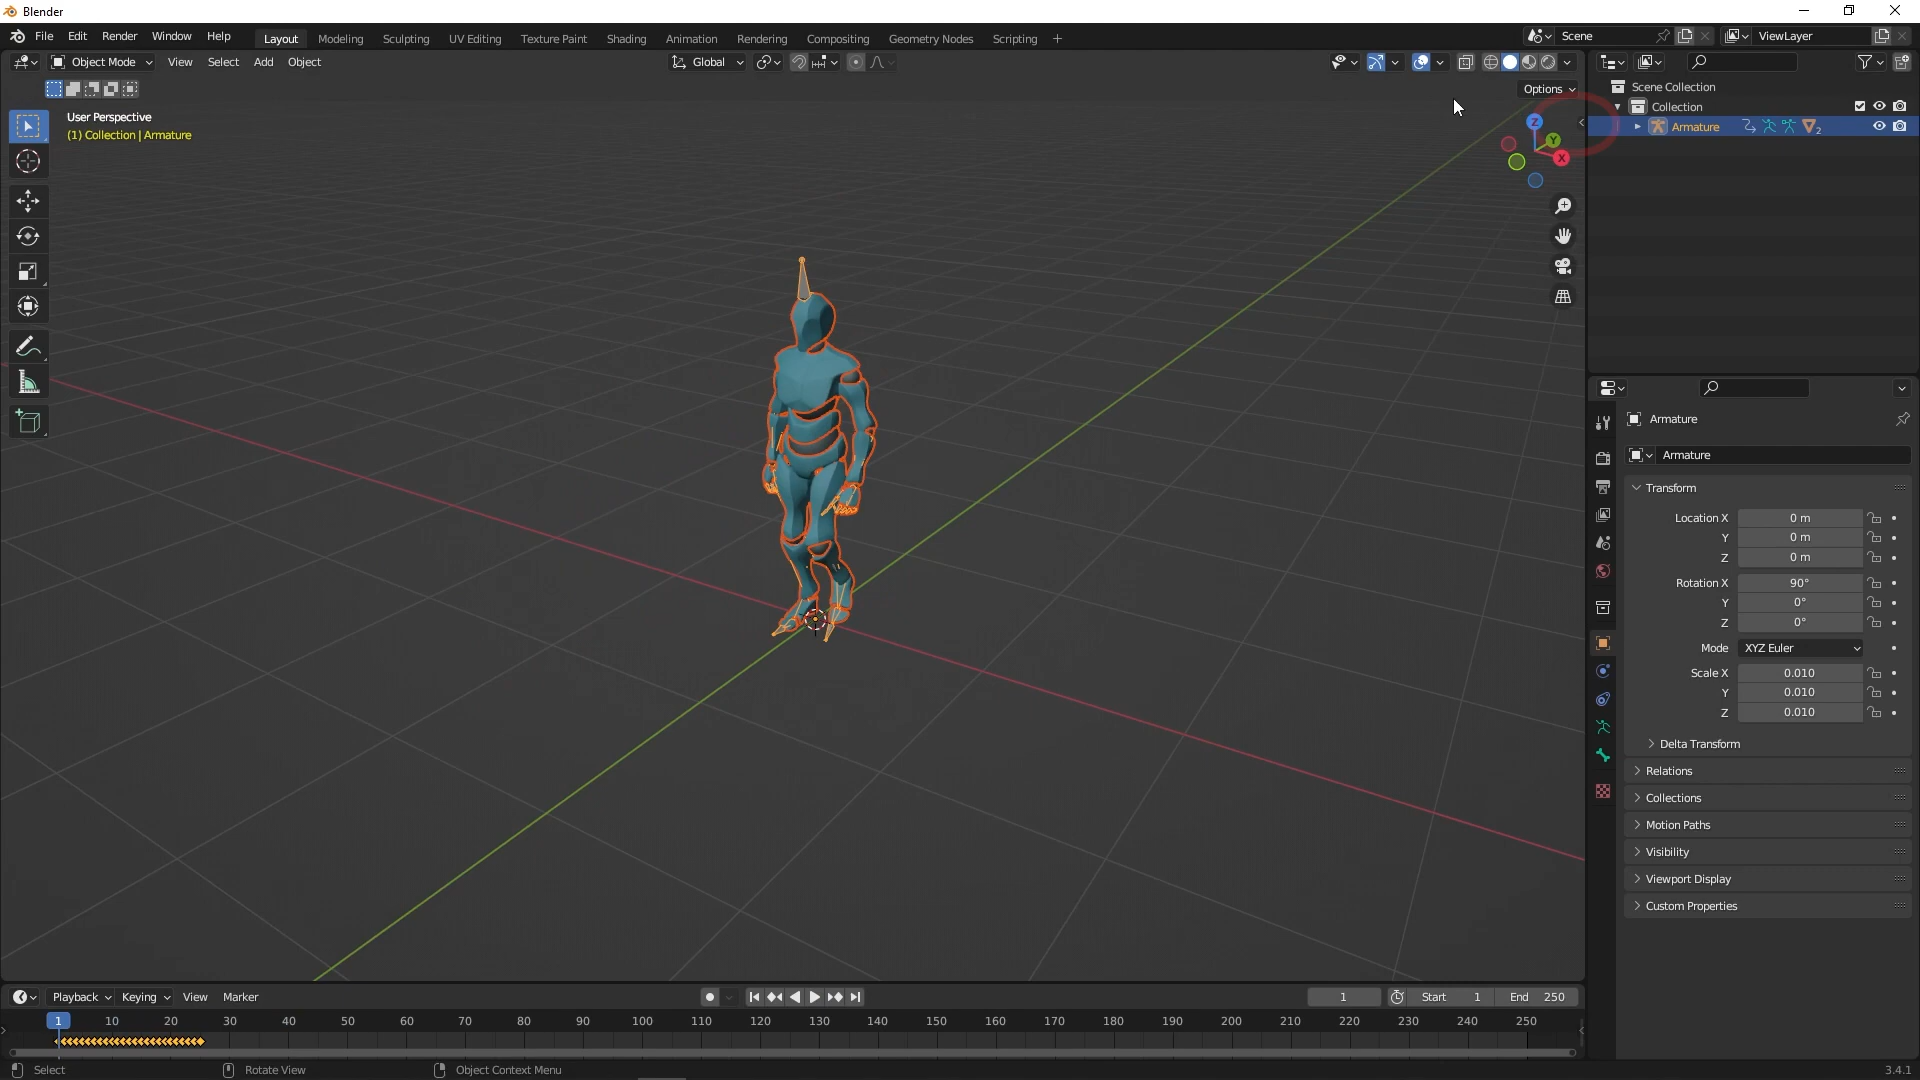 Blender
File Edit Render Window Help Layout Modeling Sculpting UV Editing Texture Paint Shading Animation Rendering Compositing Geometry Nodes Scripting + Scene ViewLayer
Object Mode View Select Add Object Global
Options
User Perspective
(1) Collection | Armature
Z
Y
X
Scene Collection
Collection
Armature 2
Armature
Armature
Transform
Location X 0 m
Y 0 m
Z 0 m
Rotation X 90°
Y 0°
Z 0°
Mode XYZ Euler
Scale X 0.010
Y 0.010
Z 0.010
Delta Transform
Relations
Collections
Motion Paths
Visibility
Viewport Display
Custom Properties
Playback Keying View Marker 1 Start 1 End 250
1 10 20 30 40 50 60 70 80 90 100 110 120 130 140 150 160 170 180 190 200 210 220 230 240 250
Select Rotate View Object Context Menu 3.4.1